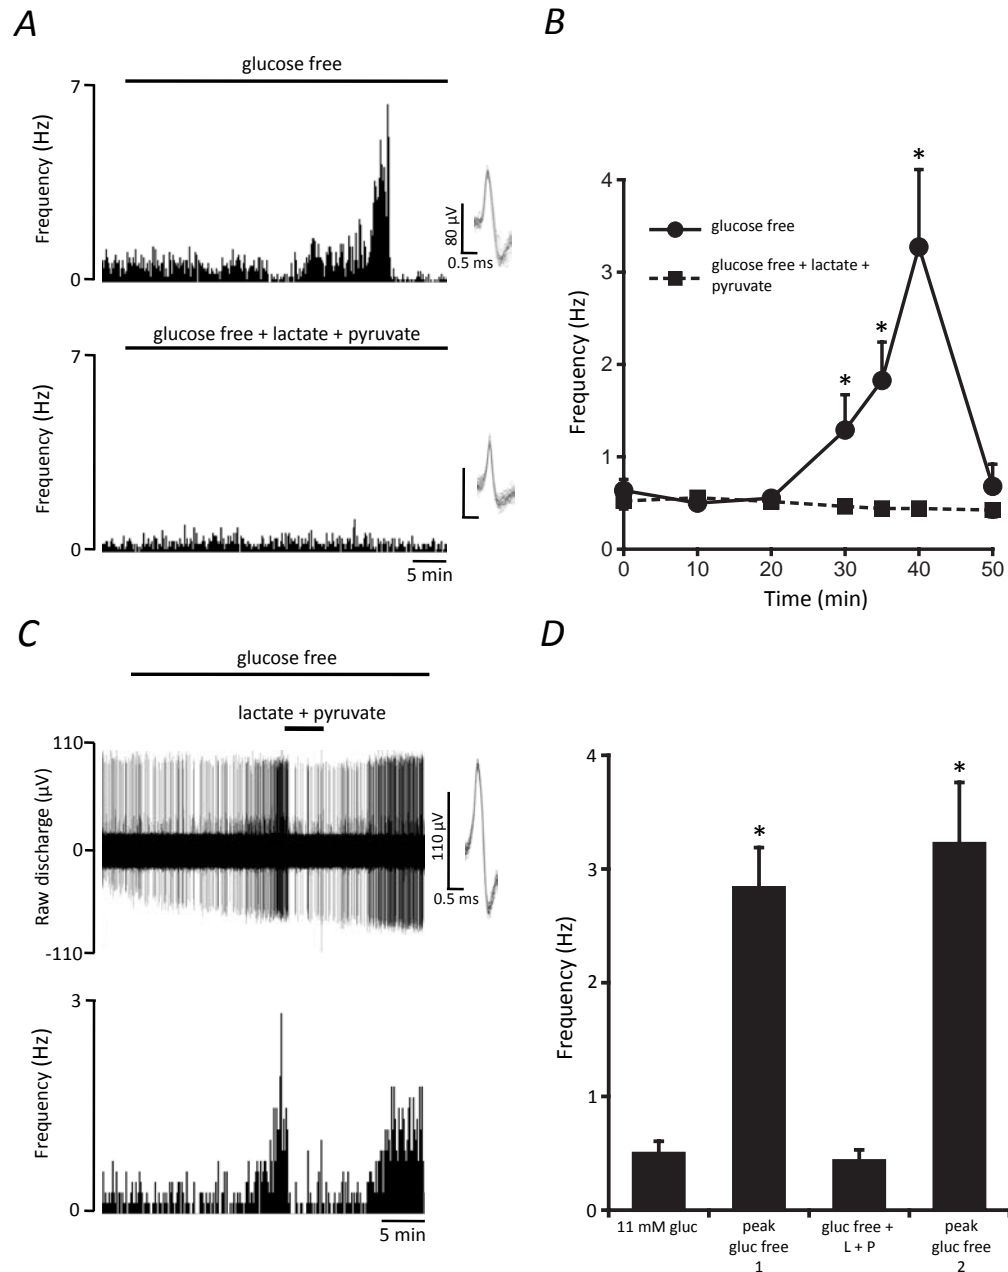 A
glucose free
7
Frequency (Hz)
0
80 µV
0.5 ms
glucose free + lactate + pyruvate
7
Frequency (Hz)
0
5 min
B
4
3
2
1
0
Frequency (Hz)
glucose free
glucose free + lactate +
pyruvate
*
*
*
0 10 20 30 40 50
Time (min)
C
glucose free
lactate + pyruvate
110
0
-110
Raw discharge (µV)
110 µV
0.5 ms
3
Frequency (Hz)
0
5 min
D
4
3
2
1
0
Frequency (Hz)
*
*
11 mM gluc
peak
gluc free
1
gluc free +
L + P
peak
gluc free
2